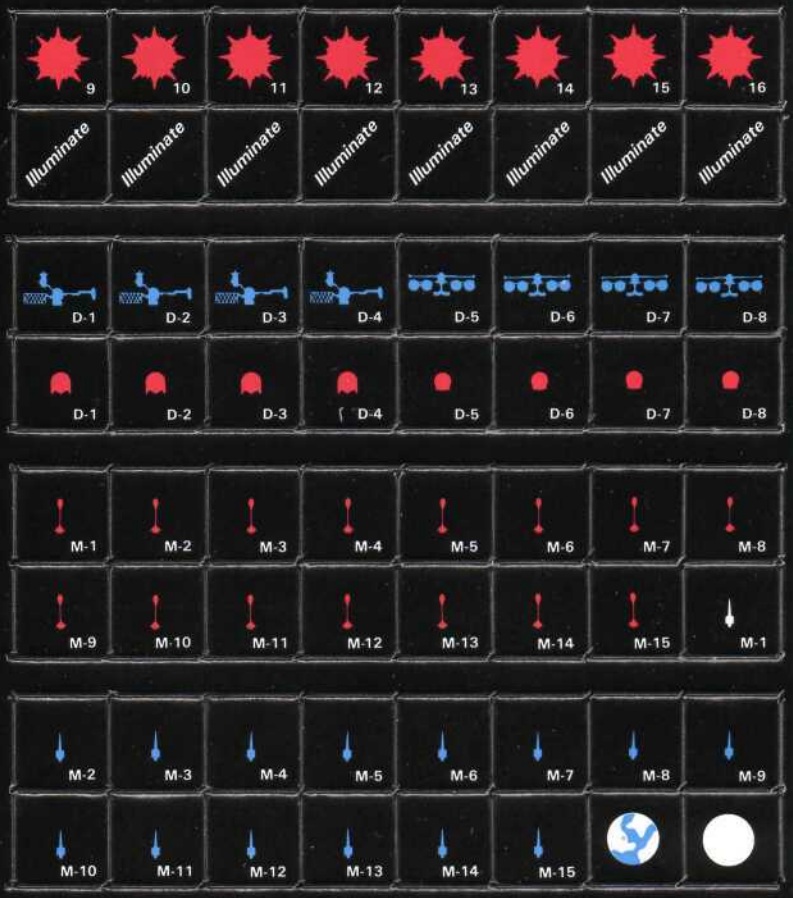 9 10 11 12 13 14 15 16
Illuminate Illuminate Illuminate Illuminate Illuminate Illuminate Illuminate Illuminate
D-1 D-2 D-3 D-4 D-5 D-6 D-7 D-8
D-1 D-2 D-3 D-4 D-5 D-6 D-7 D-8
M-1 M-2 M-3 M-4 M-5 M-6 M-7 M-8
M-9 M-10 M-11 M-12 M-13 M-14 M-15 M-1
M-2 M-3 M-4 M-5 M-6 M-7 M-8 M-9
M-10 M-11 M-12 M-13 M-14 M-15